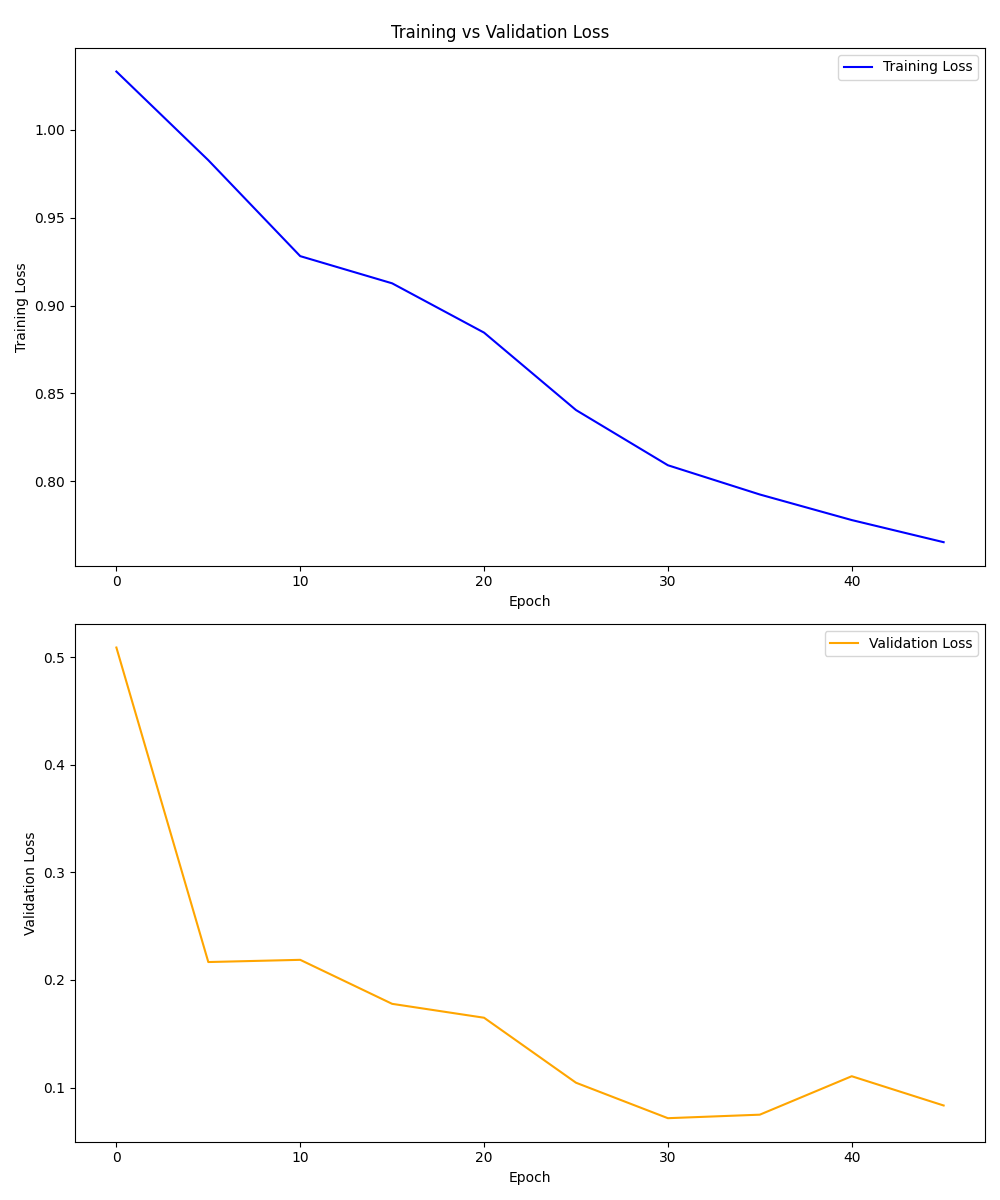 Training vs Validation Loss
Training Loss
1.00
0.95
0.90
0.85
0.80
Training Loss
0 10 20 30 40
Epoch
Validation Loss
0.5
0.4
0.3
0.2
0.1
Validation Loss
0 10 20 30 40
Epoch